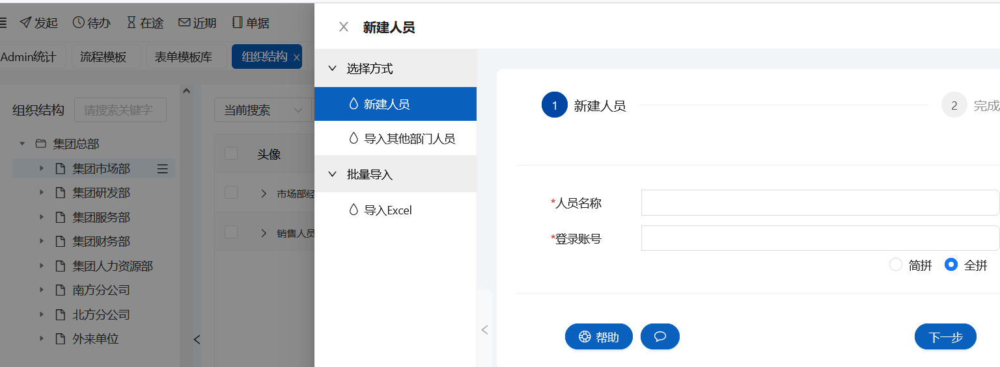 发起 待办 在途 近期 单据
Admin统计 流程模板 表单模板库 组织结构
组织结构 请搜索关键字
集团总部
集团市场部
集团研发部
集团服务部
集团财务部
集团人力资源部
南方分公司
北方分公司
外来单位
当前搜索
头像
市场部经
销售人员
新建人员
选择方式
新建人员
导入其他部门人员
批量导入
导入Excel
1 新建人员 2 完成
*人员名称
*登录账号
简拼 全拼
帮助 下一步